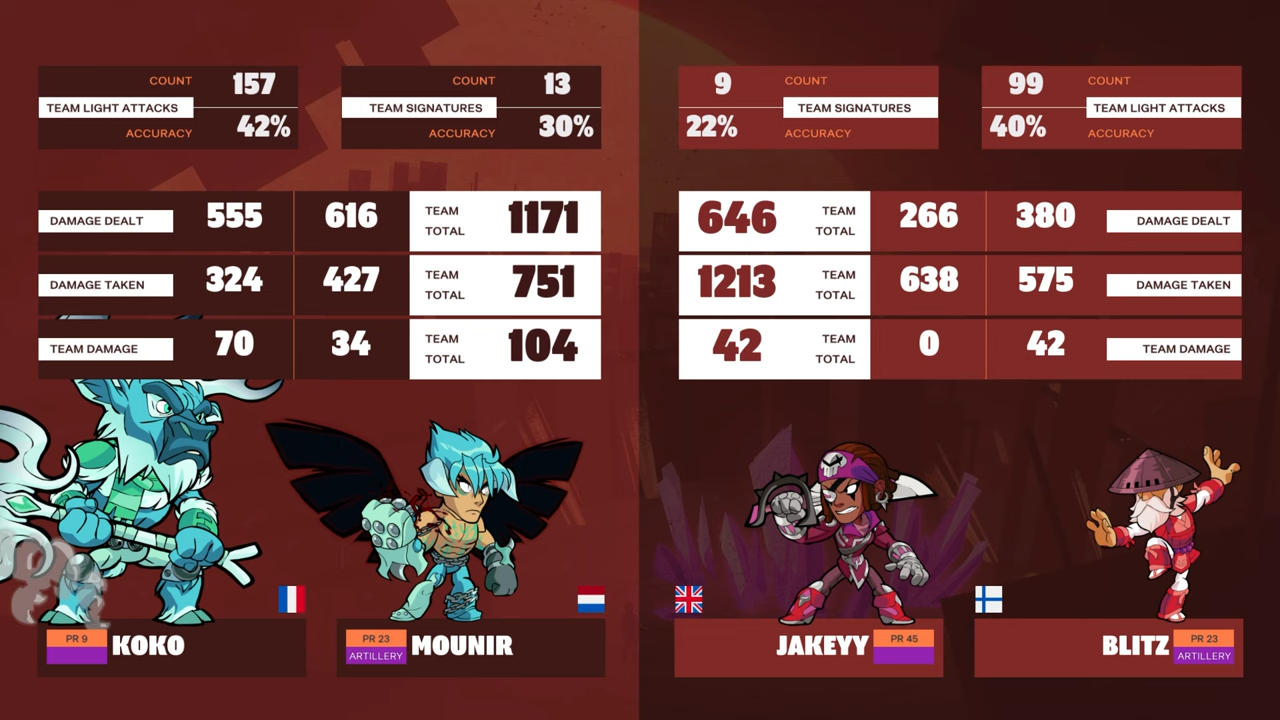 COUNT 157
TEAM LIGHT ATTACKS
ACCURACY 42%
COUNT 13
TEAM SIGNATURES
ACCURACY 30%
9 COUNT
TEAM SIGNATURES
22% ACCURACY
99 COUNT
TEAM LIGHT ATTACKS
40% ACCURACY
DAMAGE DEALT 555 616 TEAM TOTAL 1171
DAMAGE TAKEN 324 427 TEAM TOTAL 751
TEAM DAMAGE 70 34 TEAM TOTAL 104
646 TEAM TOTAL 266 380 DAMAGE DEALT
1213 TEAM TOTAL 638 575 DAMAGE TAKEN
42 TEAM TOTAL 0 42 TEAM DAMAGE
PR 9 KOKO
PR 23 MOUNIR
ARTILLERY
JAKEYY PR 45
BLITZ PR 23
ARTILLERY